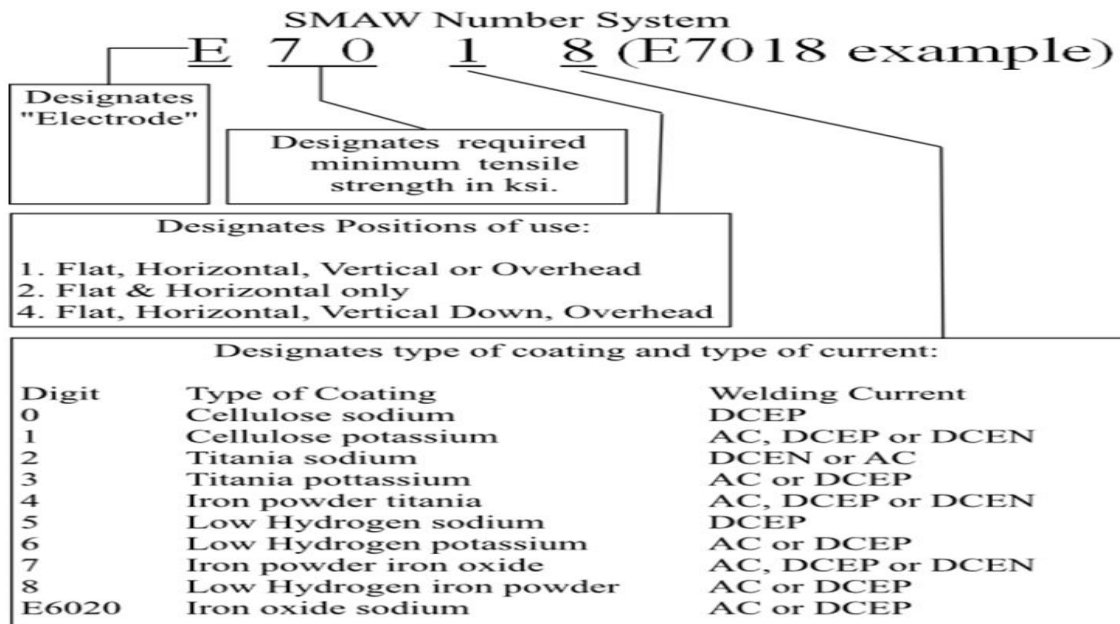 SMAW Number System
E 7 0 1 8 (E7018 example)
Designates
"Electrode"
Designates required
minimum tensile
strength in ksi.
Designates Positions of use:
1. Flat, Horizontal, Vertical or Overhead
2. Flat & Horizontal only
4. Flat, Horizontal, Vertical Down, Overhead
Designates type of coating and type of current:
Digit Type of Coating Welding Current
0 Cellulose sodium DCEP
1 Cellulose potassium AC, DCEP or DCEN
2 Titania sodium DCEN or AC
3 Titania pottassium AC or DCEP
4 Iron powder titania AC, DCEP or DCEN
5 Low Hydrogen sodium DCEP
6 Low Hydrogen potassium AC or DCEP
7 Iron powder iron oxide AC, DCEP or DCEN
8 Low Hydrogen iron powder AC or DCEP
E6020 Iron oxide sodium AC or DCEP